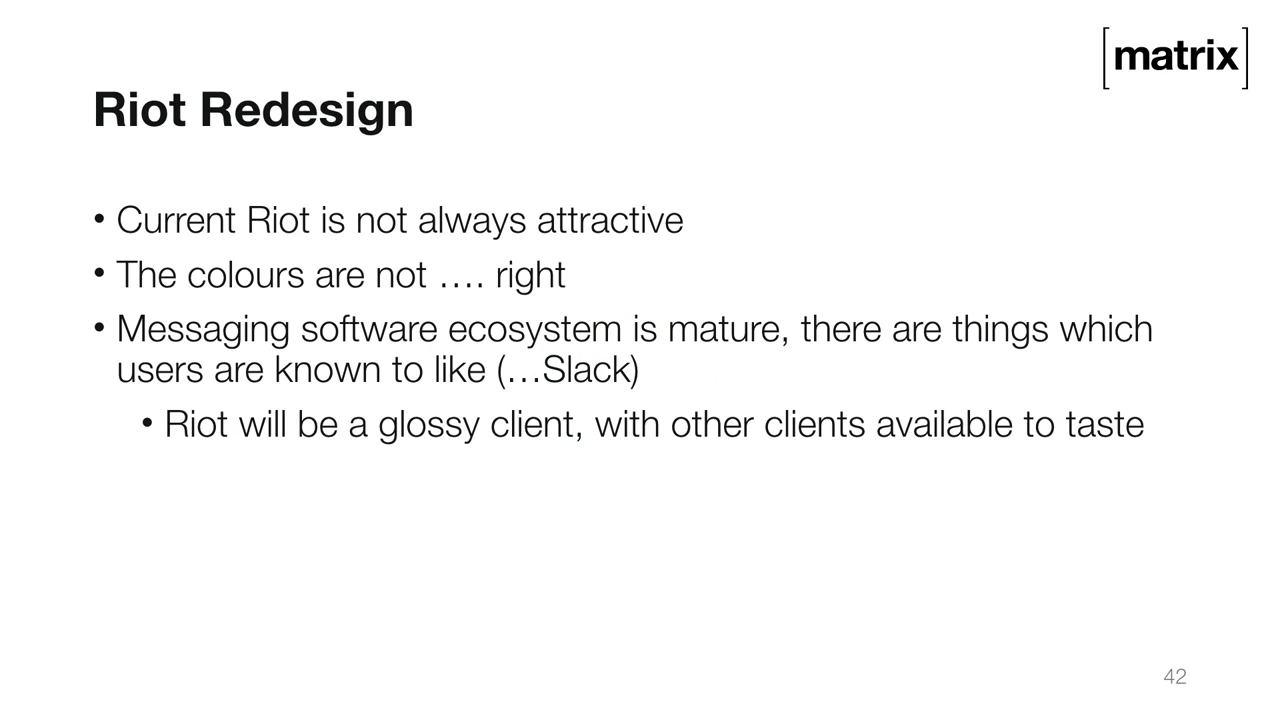 [matrix]
Riot Redesign
• Current Riot is not always attractive
• The colours are not …. right
• Messaging software ecosystem is mature, there are things which
users are known to like (…Slack)
• Riot will be a glossy client, with other clients available to taste
42